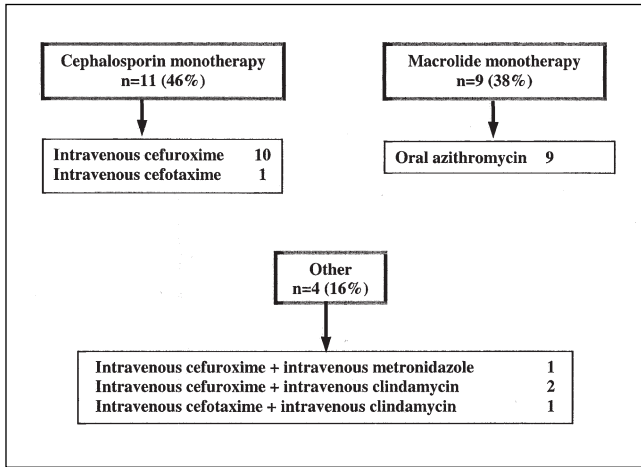 Cephalosporin monotherapy
n=11 (46%)
Intravenous cefuroxime 10
Intravenous cefotaxime 1
Macrolide monotherapy
n=9 (38%)
Oral azithromycin 9
Other
n=4 (16%)
Intravenous cefuroxime + intravenous metronidazole 1
Intravenous cefuroxime + intravenous clindamycin 2
Intravenous cefotaxime + intravenous clindamycin 1